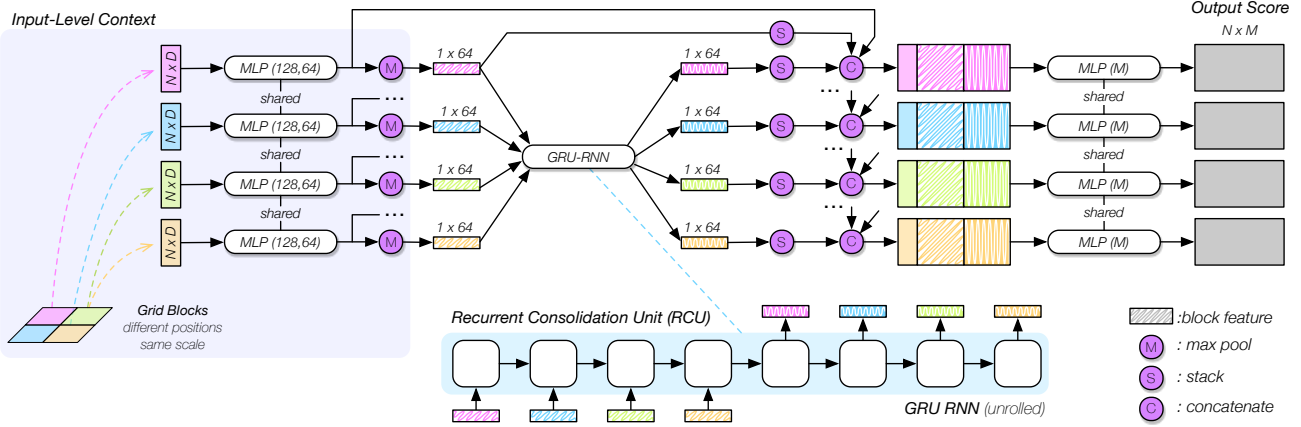 Input-Level Context
Output Score
N x M
N x D
MLP (128,64)
M
1 x 64
1 x 64
S
S
C
MLP (M)
shared
...
...
shared
N x D
MLP (128,64)
M
1 x 64
1 x 64
S
C
MLP (M)
shared
...
GRU-RNN
shared
N x D
MLP (128,64)
M
1 x 64
1 x 64
S
C
MLP (M)
shared
...
...
shared
N x D
MLP (128,64)
M
1 x 64
1 x 64
S
C
MLP (M)
Grid Blocks
different positions
same scale
Recurrent Consolidation Unit (RCU)
GRU RNN (unrolled)
:block feature
M : max pool
S : stack
C : concatenate